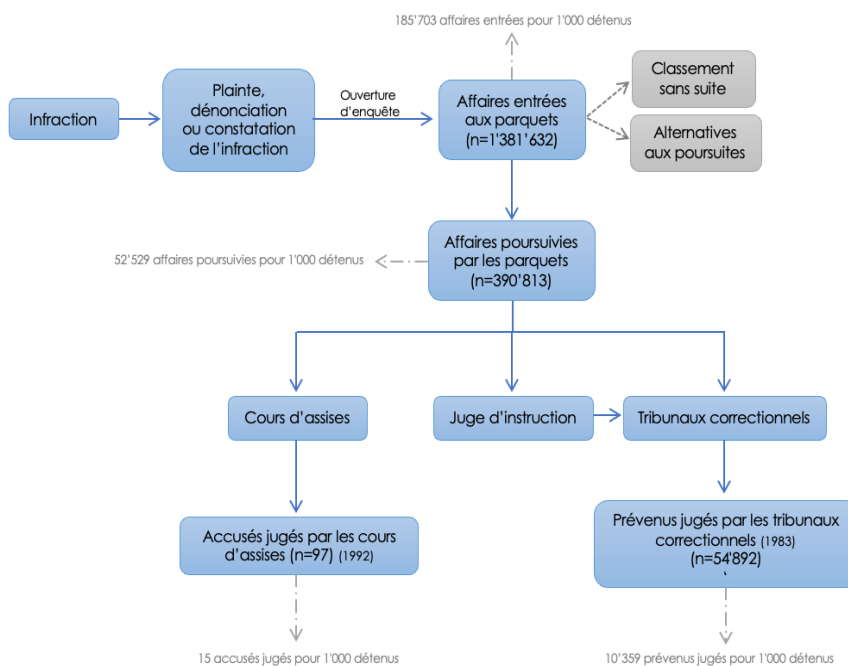 185’703 affaires entrées pour 1'000 détenus
Infraction
Plainte,
dénonciation
ou constatation
de l’infraction
Ouverture
d’enquête
Affaires entrées
aux parquets
(n=1'381’632)
Classement
sans suite
Alternatives
aux poursuites
52’529 affaires poursuivies pour 1’000 détenus
Affaires poursuivies
par les parquets
(n=390’813)
Cours d’assises
Juge d’instruction
Tribunaux correctionnels
Accusés jugés par les cours
d’assises (n=97) (1992)
Prévenus jugés par les tribunaux
correctionnels (1983)
(n=54'892)
15 accusés jugés pour 1'000 détenus
10’359 prévenus jugés pour 1’000 détenus